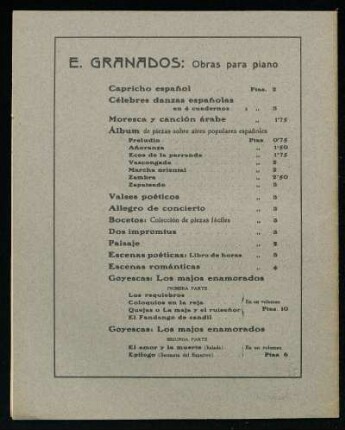 E. GRANADOS: Obras para piano
Capricho español Ptas. 2
Célebres danzas españolas
en 4 cuadernos á ,, 3
Moresca y canción árabe ,, 1'75
Álbum de piezas sobre aires populares españoles
Preludio Ptas 0'75
Añoranza ,, 1'50
Ecos de la parranda ,, 1'75
Vascongada ,, 2
Marcha oriental ,, 2
Zambra ,, 2'50
Zapateado ,, 2
Valses poéticos ,, 3
Allegro de concierto ,, 3
Bocetos: Colección de piezas fáciles ,, 3
Dos impromtus ,,
Paisaje ,, 2
Escenas poéticas: Libro de horas ,, 3
Escenas románticas ,, 4
Goyescas: Los majos enamorados
PRIMERA PARTE
Los requiebros
Coloquios en la reja En un volumen
Quejas o La maja y el ruiseñor Ptas. 10
El Fandango de candil
Goyescas: Los majos enamorados
SEGUNDA PARTE
El amor y la muerte (Balada) En un volumen
Epílogo (Serenata del Espectro) Ptas 6